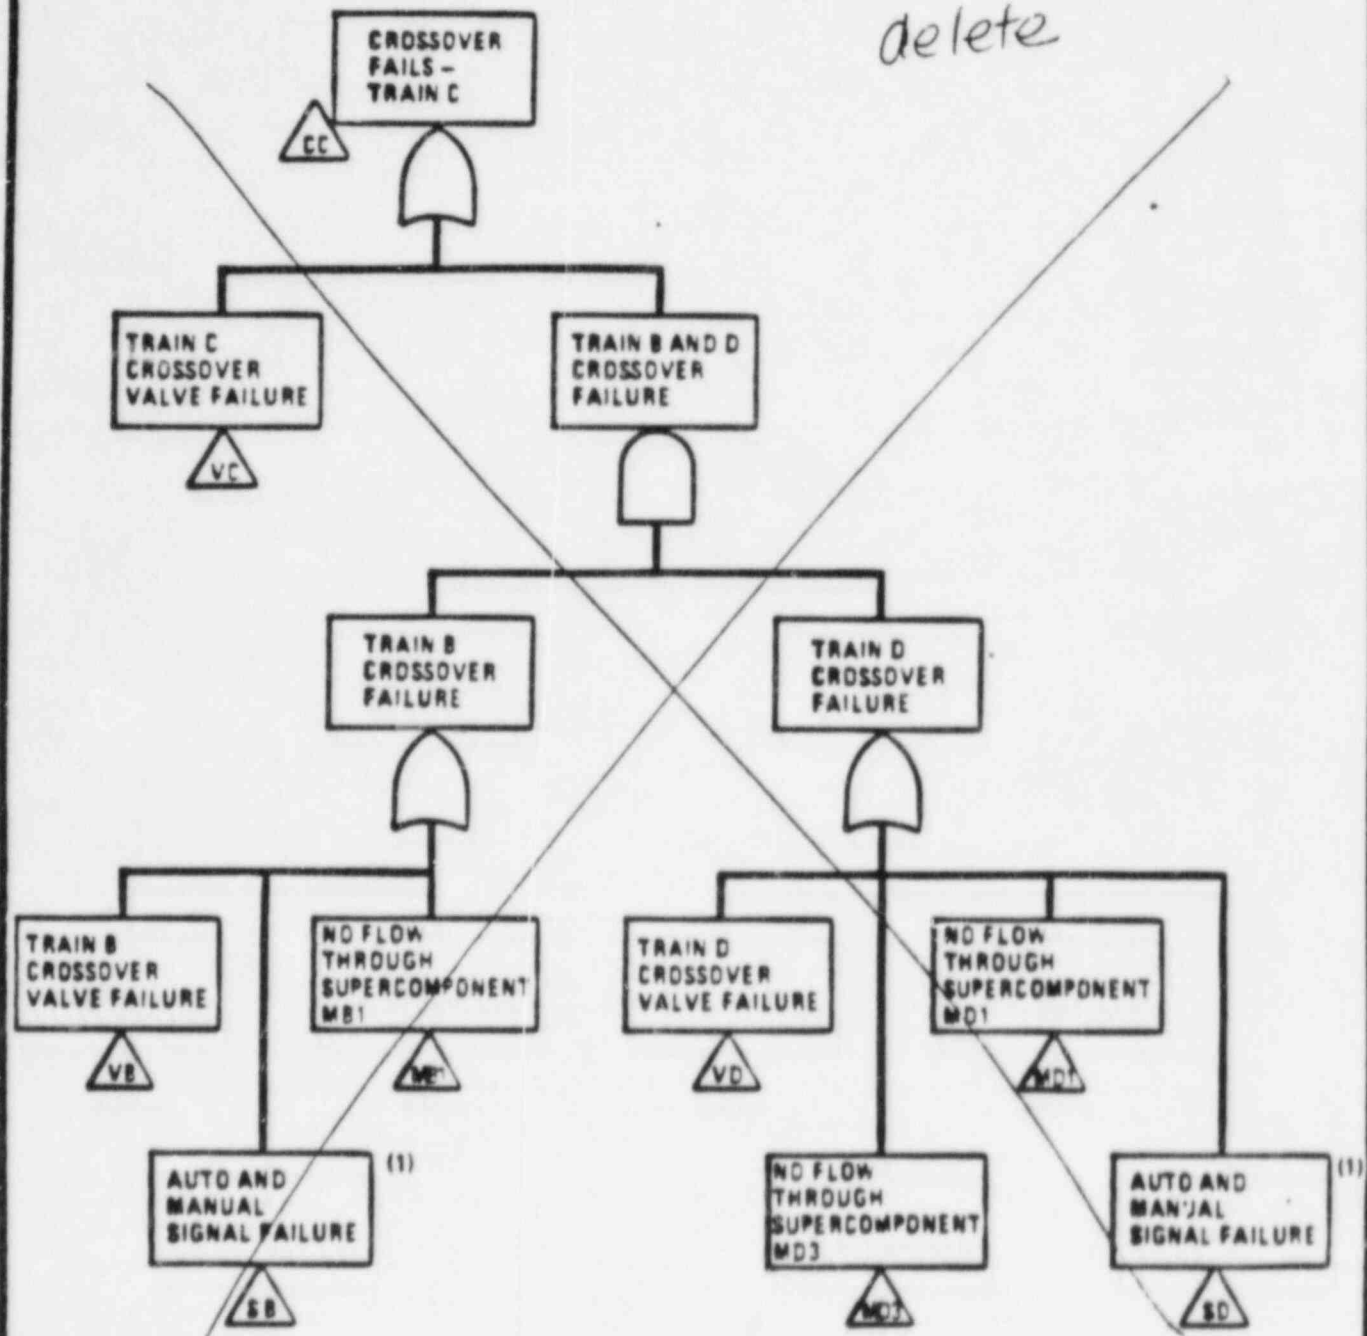 delete
CROSSOVER
FAILS –
TRAIN C
CC
TRAIN C
CROSSOVER
VALVE FAILURE
VC
TRAIN B AND D
CROSSOVER
FAILURE
TRAIN B
CROSSOVER
FAILURE
TRAIN D
CROSSOVER
FAILURE
TRAIN B
CROSSOVER
VALVE FAILURE
VB
NO FLOW
THROUGH
SUPERCOMPONENT
MB1
MB1
TRAIN D
CROSSOVER
VALVE FAILURE
VD
NO FLOW
THROUGH
SUPERCOMPONENT
MD1
MD1
AUTO AND
MANUAL
SIGNAL FAILURE
(1)
SB
NO FLOW
THROUGH
SUPERCOMPONENT
MD3
MD3
AUTO AND
MANUAL
SIGNAL FAILURE
(1)
SD